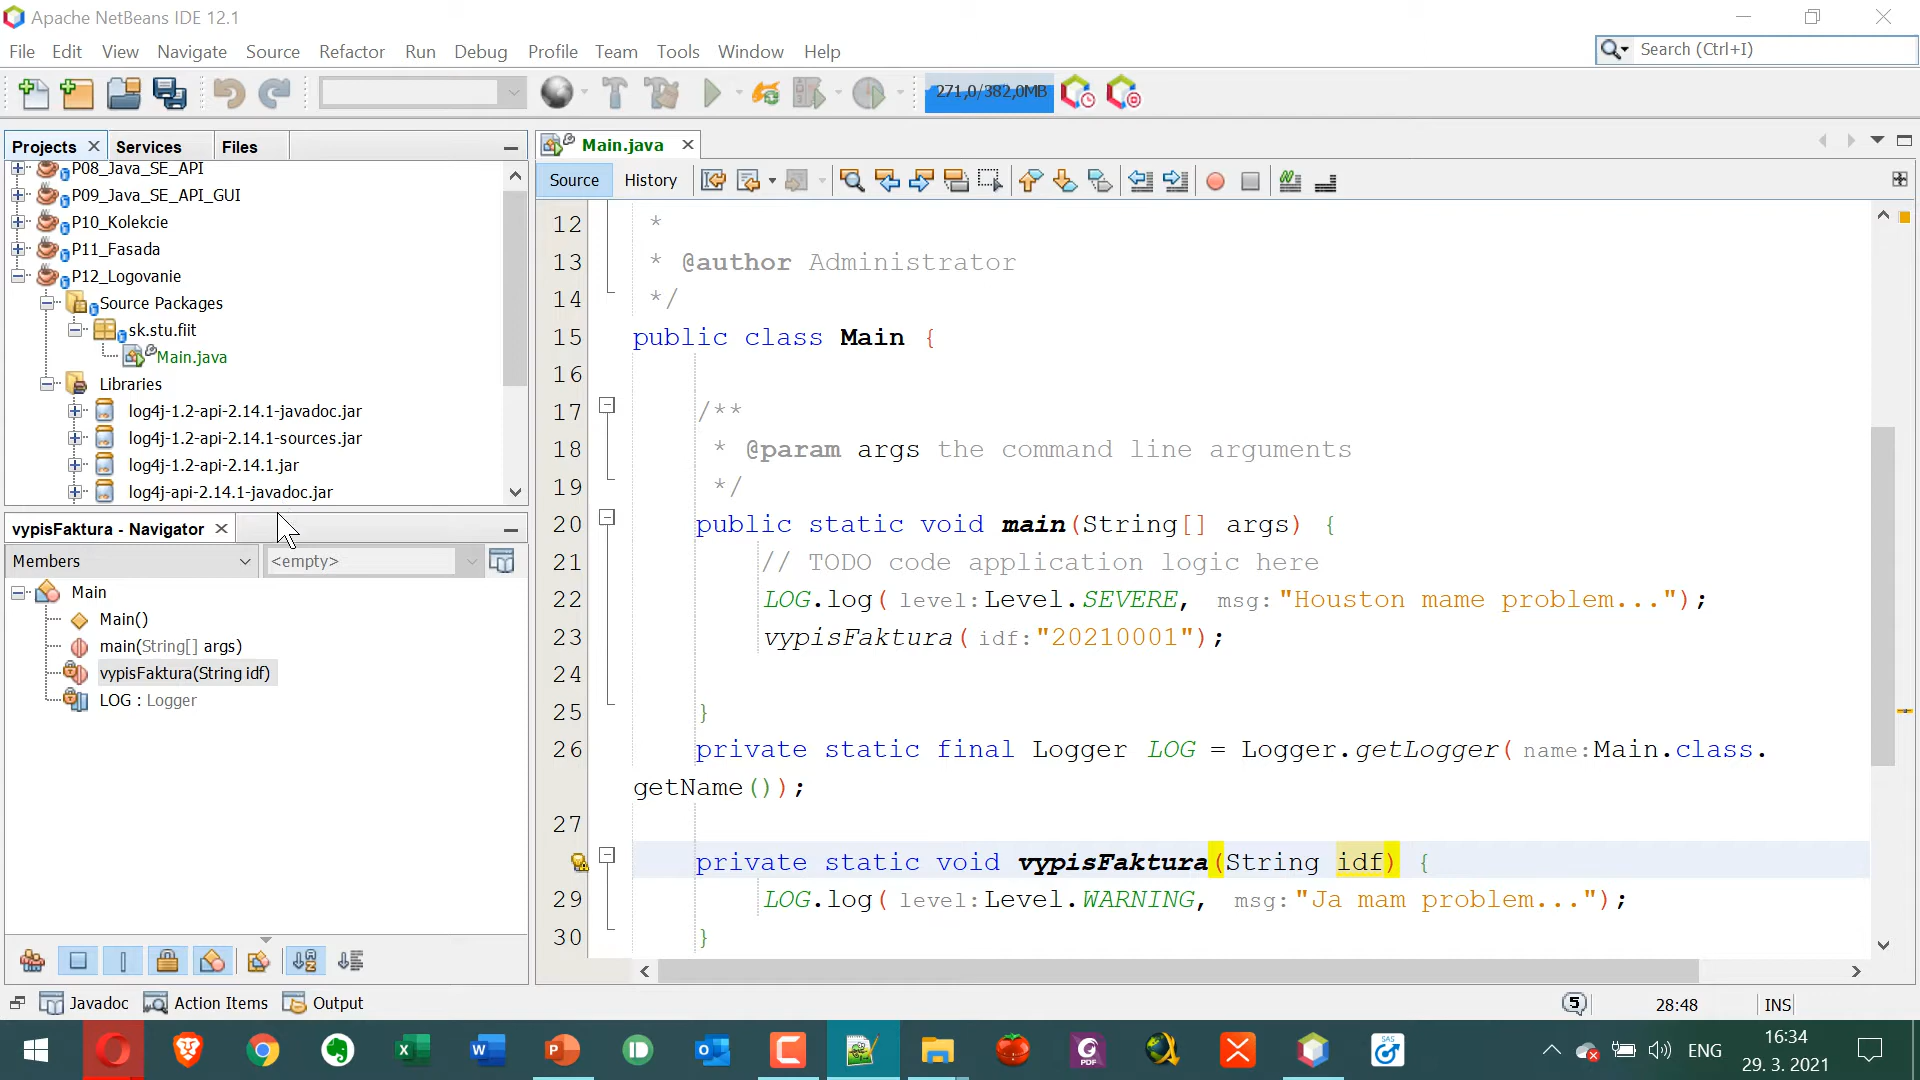 Apache NetBeans IDE 12.1
File Edit View Navigate Source Refactor Run Debug Profile Team Tools Window Help
Search (Ctrl+I)
271,0/382,0MB
Projects Services Files
P08_Java_SE_API
P09_Java_SE_API_GUI
P10_Kolekcie
P11_Fasada
P12_Logovanie
Source Packages
sk.stu.fiit
Main.java
Libraries
log4j-1.2-api-2.14.1-javadoc.jar
log4j-1.2-api-2.14.1-sources.jar
log4j-1.2-api-2.14.1.jar
log4j-api-2.14.1-javadoc.jar
vypisFaktura - Navigator
Members <empty>
Main
Main()
main(String[] args)
vypisFaktura(String idf)
LOG : Logger
Main.java
Source History
12 *
13 * @author Administrator
14 */
15 public class Main {
16
17 /**
18 * @param args the command line arguments
19 */
20 public static void main(String[] args) {
21 // TODO code application logic here
22 LOG.log( level: Level.SEVERE, msg: "Houston mame problem...");
23 vypisFaktura( idf: "20210001");
24
25 }
26 private static final Logger LOG = Logger.getLogger( name: Main.class.
getName());
27
private static void vypisFaktura(String idf) {
29 LOG.log( level: Level.WARNING, msg: "Ja mam problem...");
30 }
Javadoc Action Items Output
5 28:48 INS
PDF
SAS
ENG
16:34
29. 3. 2021